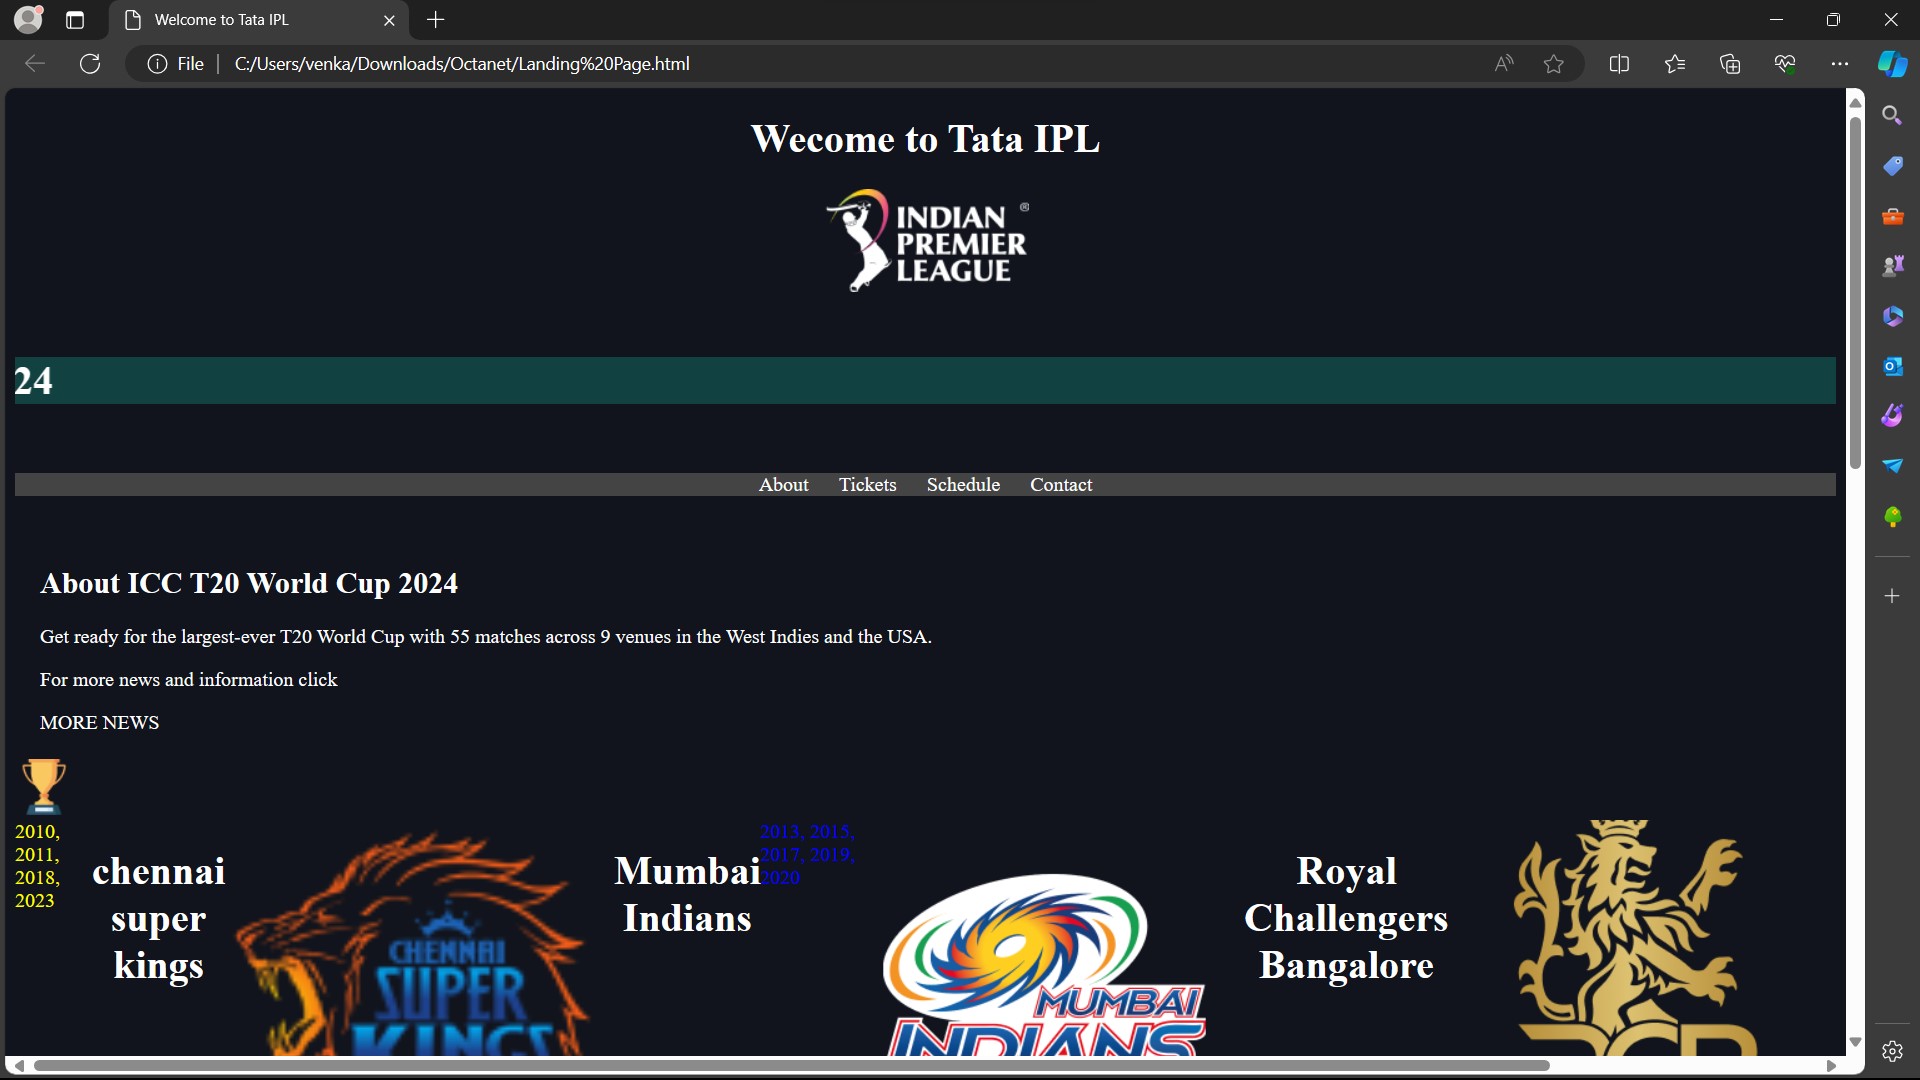 Welcome to Tata IPL
File
C:/Users/venka/Downloads/Octanet/Landing%20Page.html
Wecome to Tata IPL
INDIAN ®
PREMIER
LEAGUE
24
About Tickets Schedule Contact
About ICC T20 World Cup 2024
Get ready for the largest-ever T20 World Cup with 55 matches across 9 venues in the West Indies and the USA.
For more news and information click
MORE NEWS
2010,
2011,
2018,
2023
chennai
super
kings
CHENNAI
SUPER
KINGS
Mumbai
Indians
2013, 2015,
2017, 2019,
2020
MUMBAI
INDIANS
Royal
Challengers
Bangalore
RCB